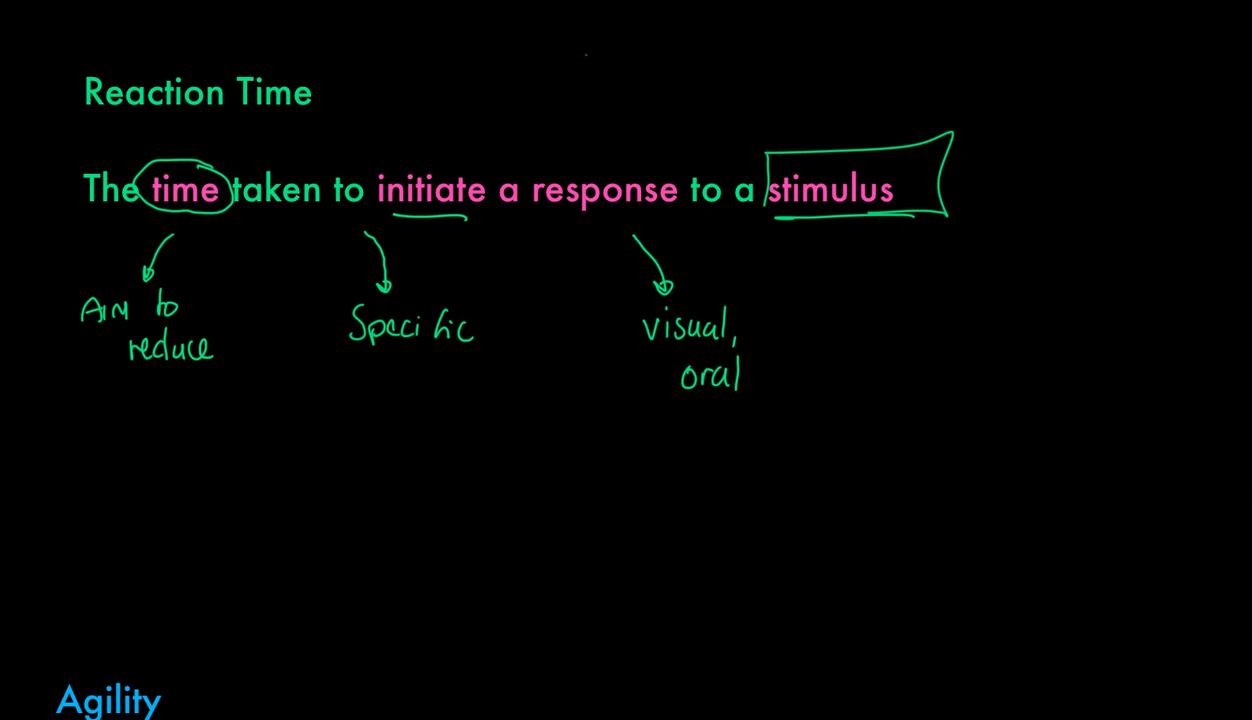 Reaction Time
The time taken to initiate a response to a stimulus
Aim to
reduce
Specific
visual,
oral
Agility